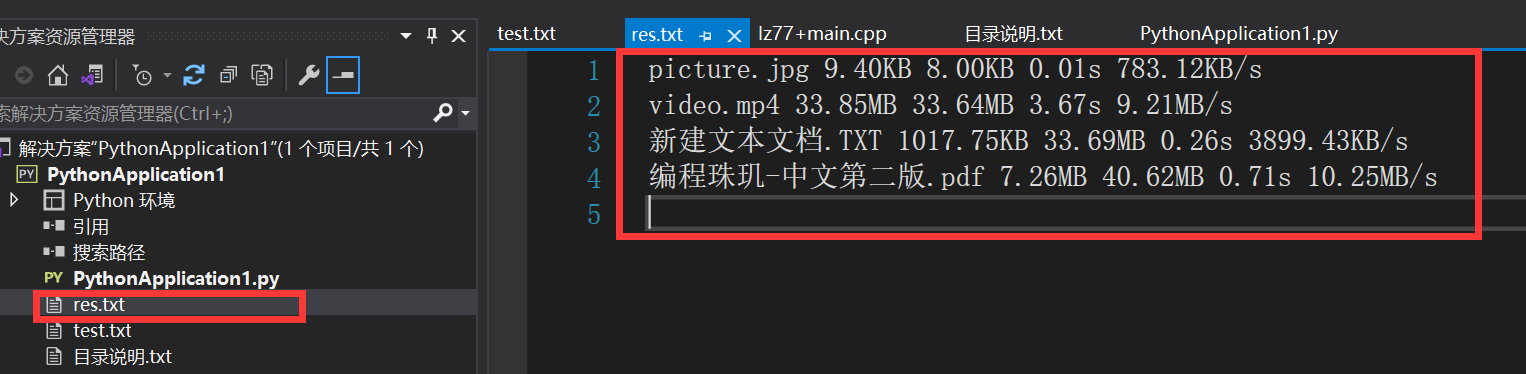 test.txt res.txt lz77+main.cpp 目录说明.txt PythonApplication1.py
决方案资源管理器
索解决方案资源管理器(Ctrl+;)
解决方案"PythonApplication1"(1 个项目/共 1 个)
PY PythonApplication1
Python 环境
引用
搜索路径
PY PythonApplication1.py
res.txt
test.txt
目录说明.txt
1 picture.jpg 9.40KB 8.00KB 0.01s 783.12KB/s
2 video.mp4 33.85MB 33.64MB 3.67s 9.21MB/s
3 新建文本文档.TXT 1017.75KB 33.69MB 0.26s 3899.43KB/s
4 编程珠玑-中文第二版.pdf 7.26MB 40.62MB 0.71s 10.25MB/s
5